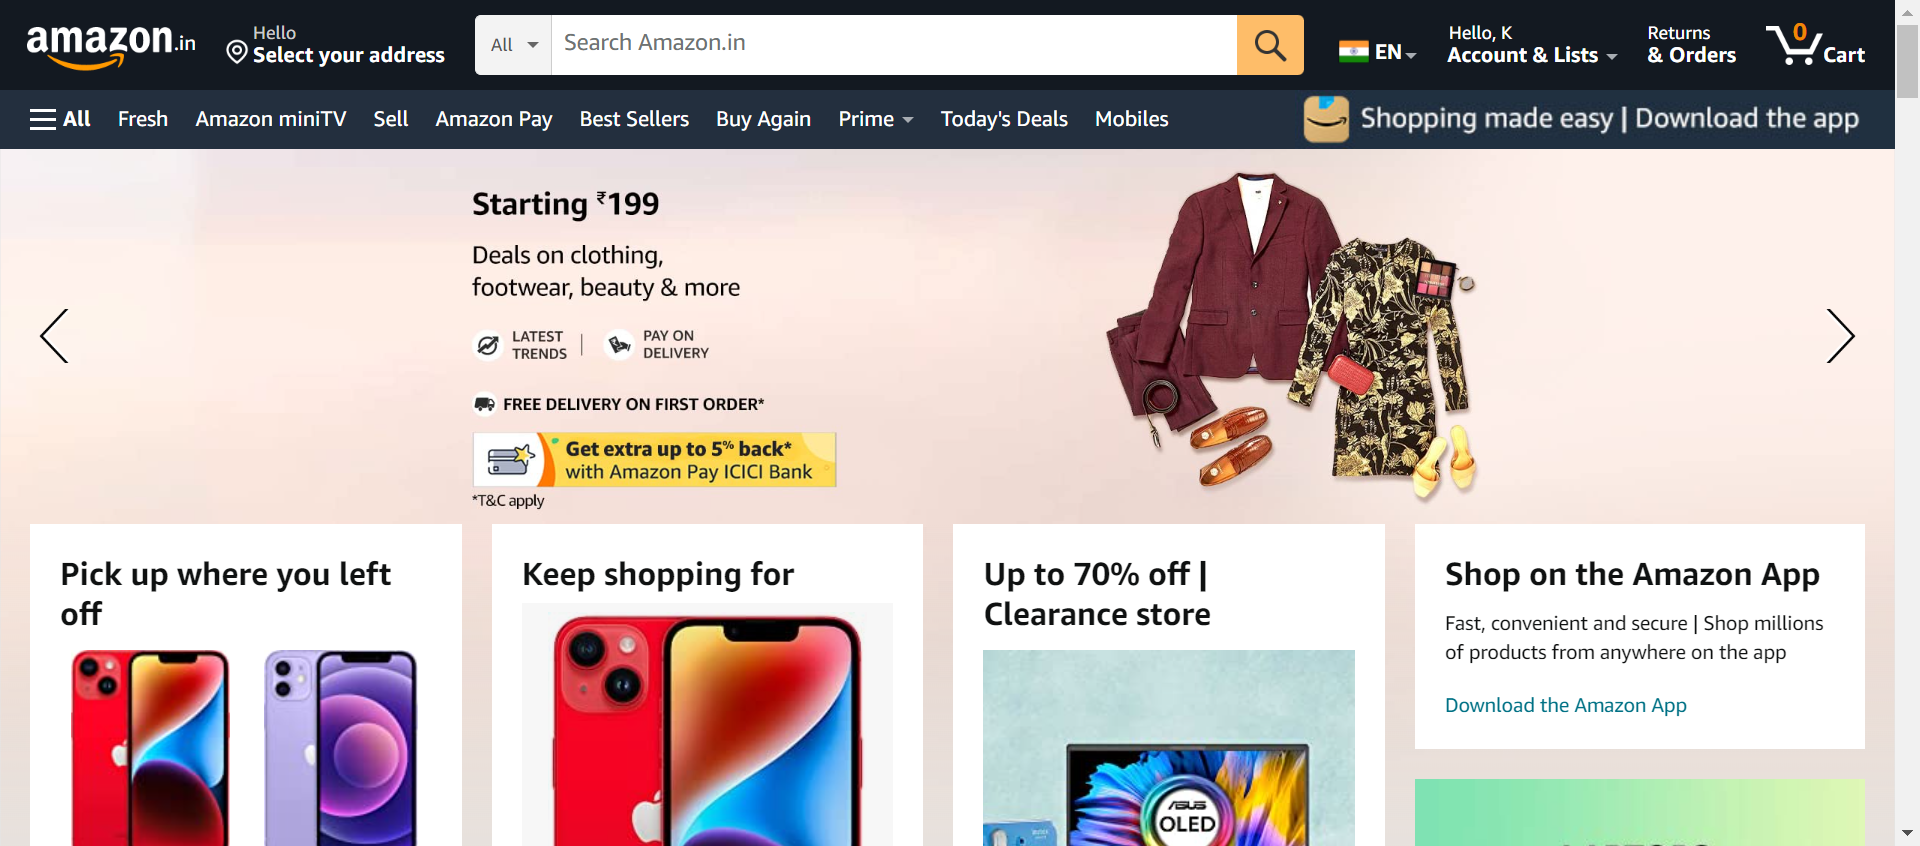 amazon.in
Hello
Select your address
All
Search Amazon.in
EN
Hello, K
Account & Lists
Returns
& Orders
0
Cart
All
Fresh
Amazon miniTV
Sell
Amazon Pay
Best Sellers
Buy Again
Prime
Today's Deals
Mobiles
Shopping made easy | Download the app
Starting ₹199
Deals on clothing,
footwear, beauty & more
LATEST
TRENDS
PAY ON
DELIVERY
FREE DELIVERY ON FIRST ORDER*
Get extra up to 5% back*
with Amazon Pay ICICI Bank
*T&C apply
Pick up where you left
off
Keep shopping for
Up to 70% off |
Clearance store
ASUS
OLED
Shop on the Amazon App
Fast, convenient and secure | Shop millions
of products from anywhere on the app
Download the Amazon App